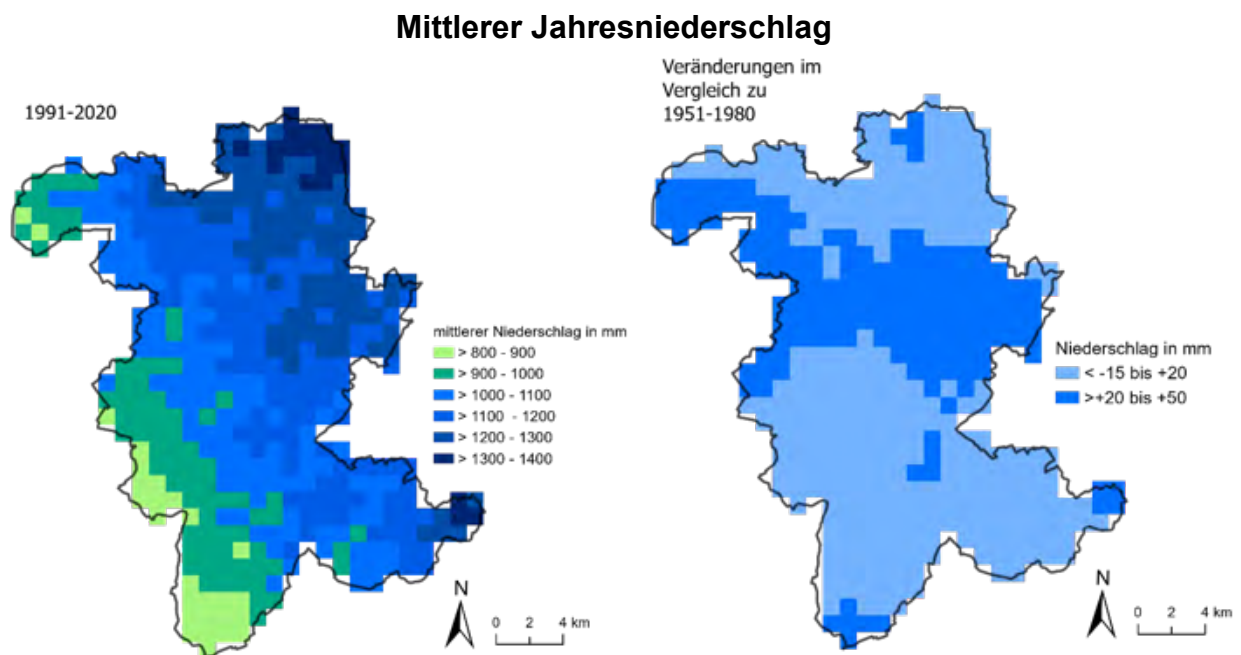 Mittlerer Jahresniederschlag
1991-2020
mittlerer Niederschlag in mm
> 800 - 900
> 900 - 1000
> 1000 - 1100
> 1100 - 1200
> 1200 - 1300
> 1300 - 1400
N
0 2 4 km
Veränderungen im
Vergleich zu
1951-1980
Niederschlag in mm
< -15 bis +20
>+20 bis +50
N
0 2 4 km